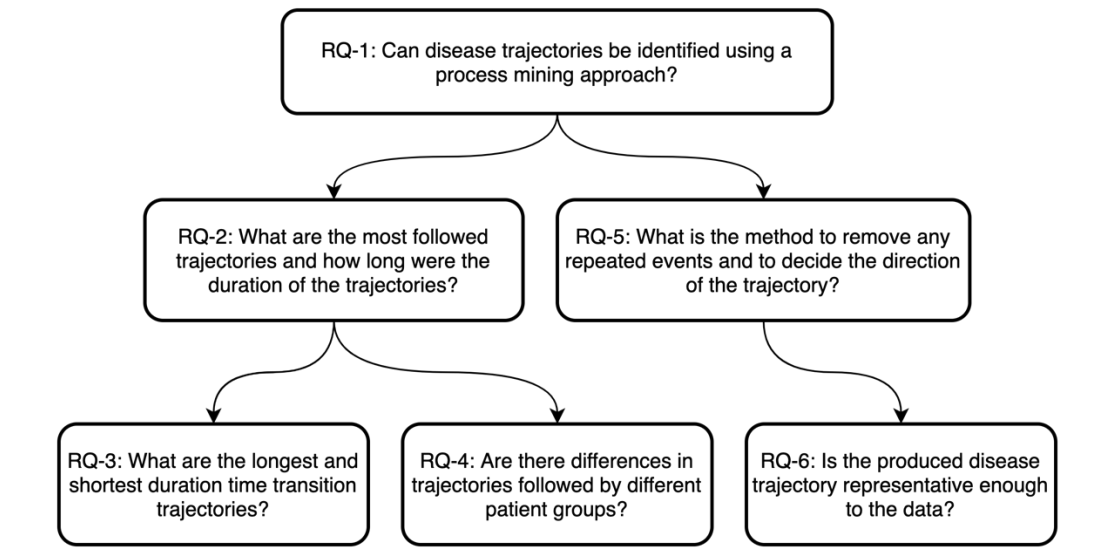 RQ-1: Can disease trajectories be identified using a
process mining approach?
RQ-2: What are the most followed
trajectories and how long were the
duration of the trajectories?
RQ-5: What is the method to remove any
repeated events and to decide the direction
of the trajectory?
RQ-3: What are the longest and
shortest duration time transition
trajectories?
RQ-4: Are there differences in
trajectories followed by different
patient groups?
RQ-6: Is the produced disease
trajectory representative enough
to the data?